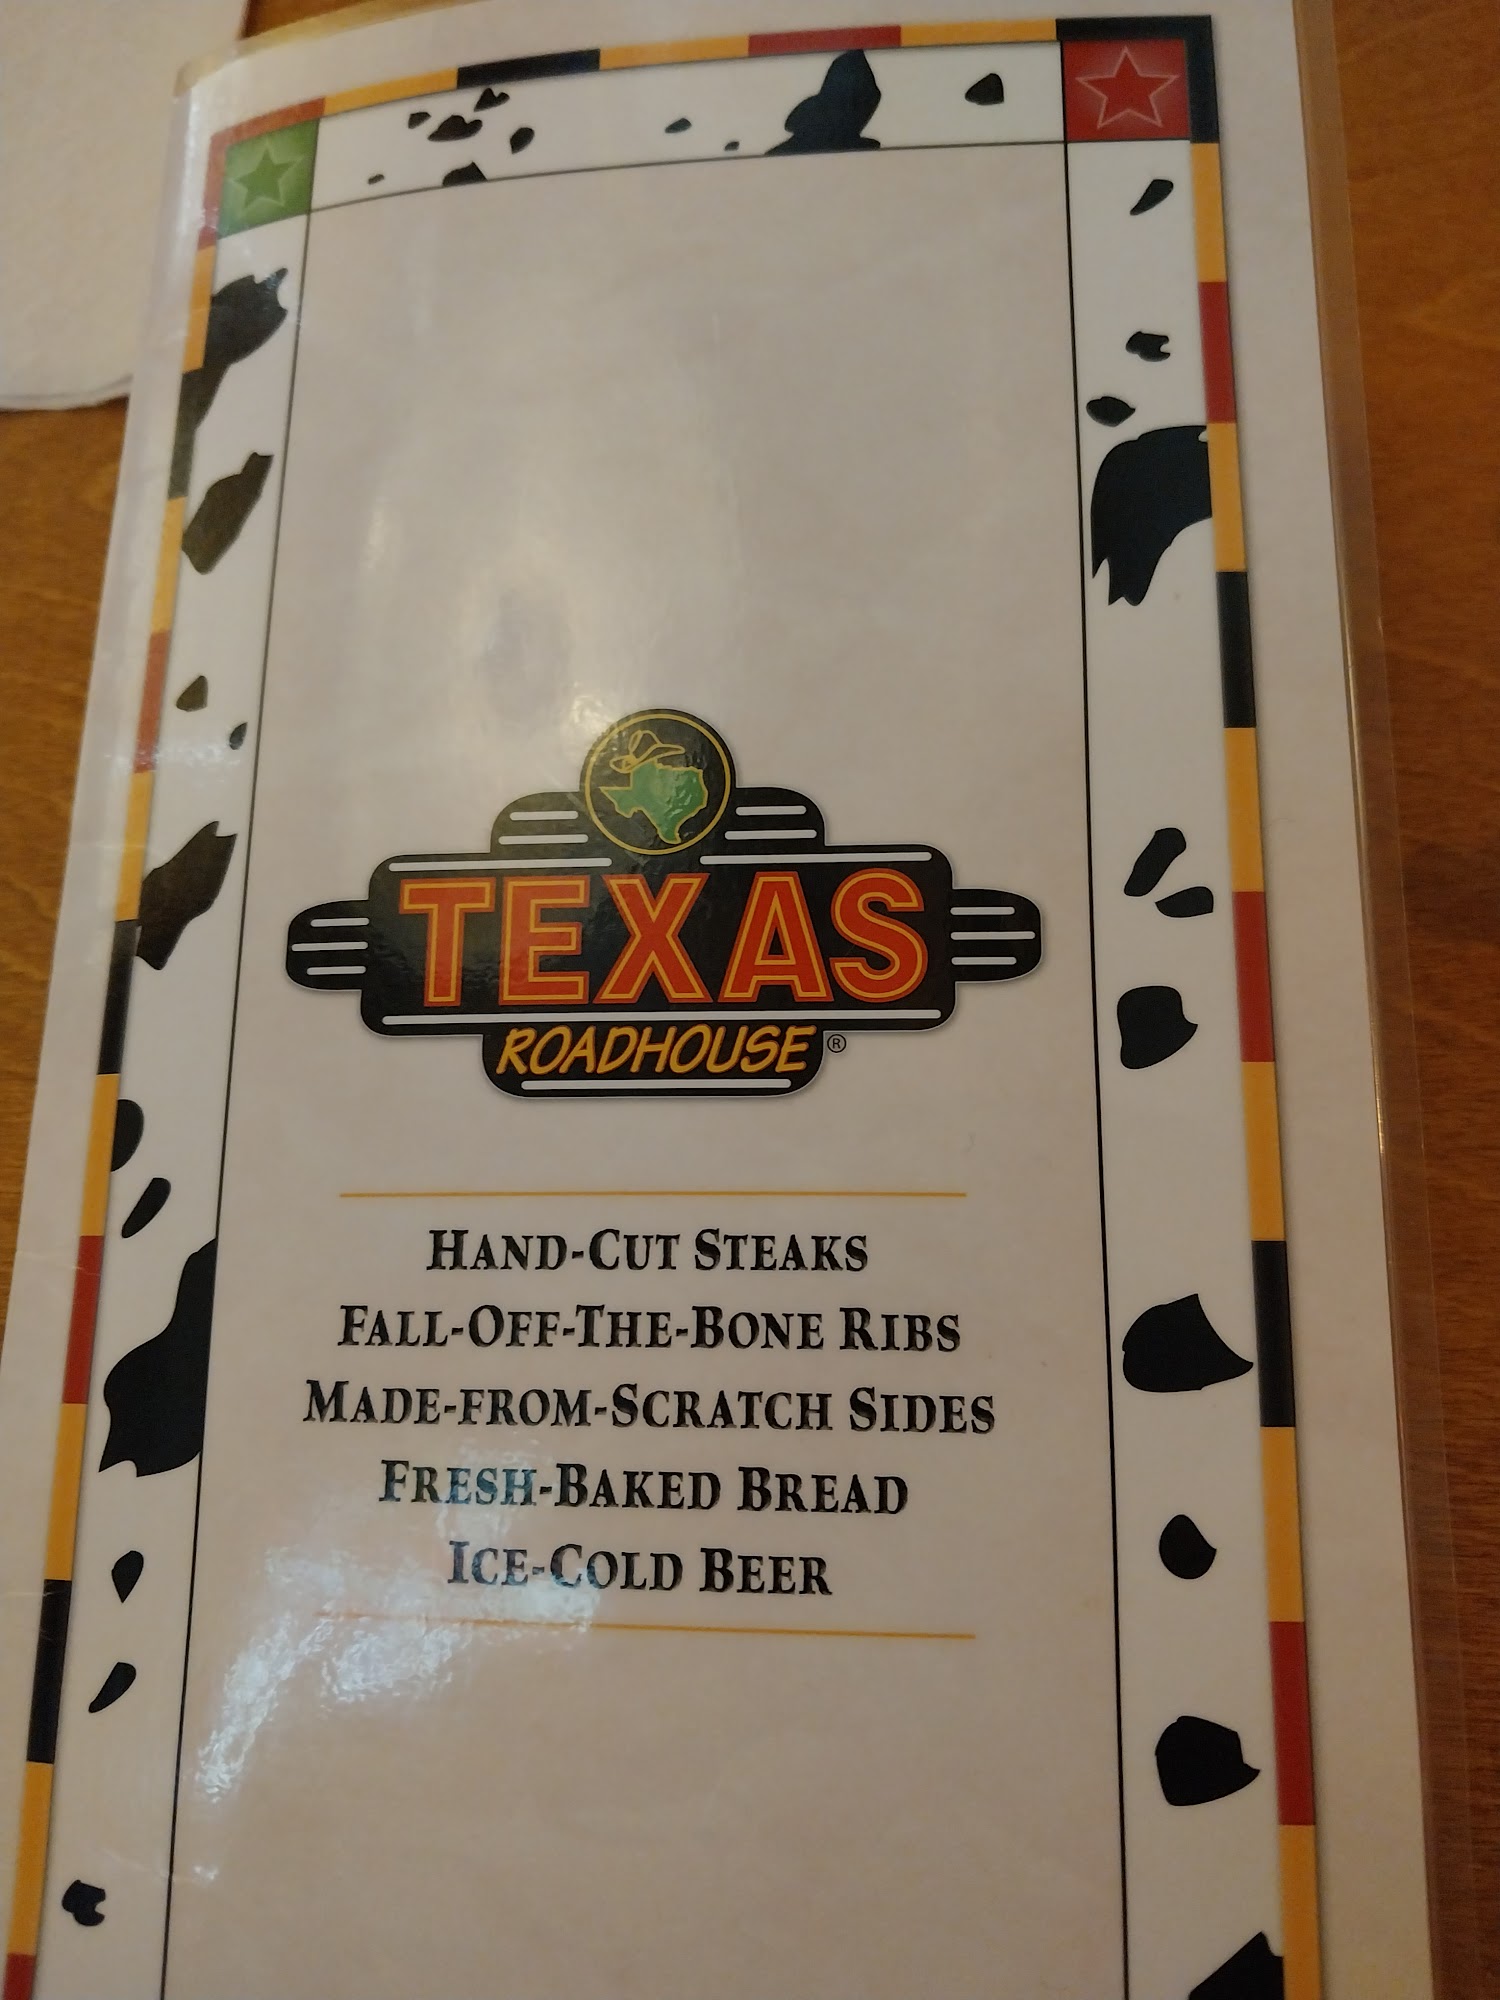 TEXAS
ROADHOUSE®
HAND-CUT STEAKS
FALL-OFF-THE-BONE RIBS
MADE-FROM-SCRATCH SIDES
FRESH-BAKED BREAD
ICE-COLD BEER